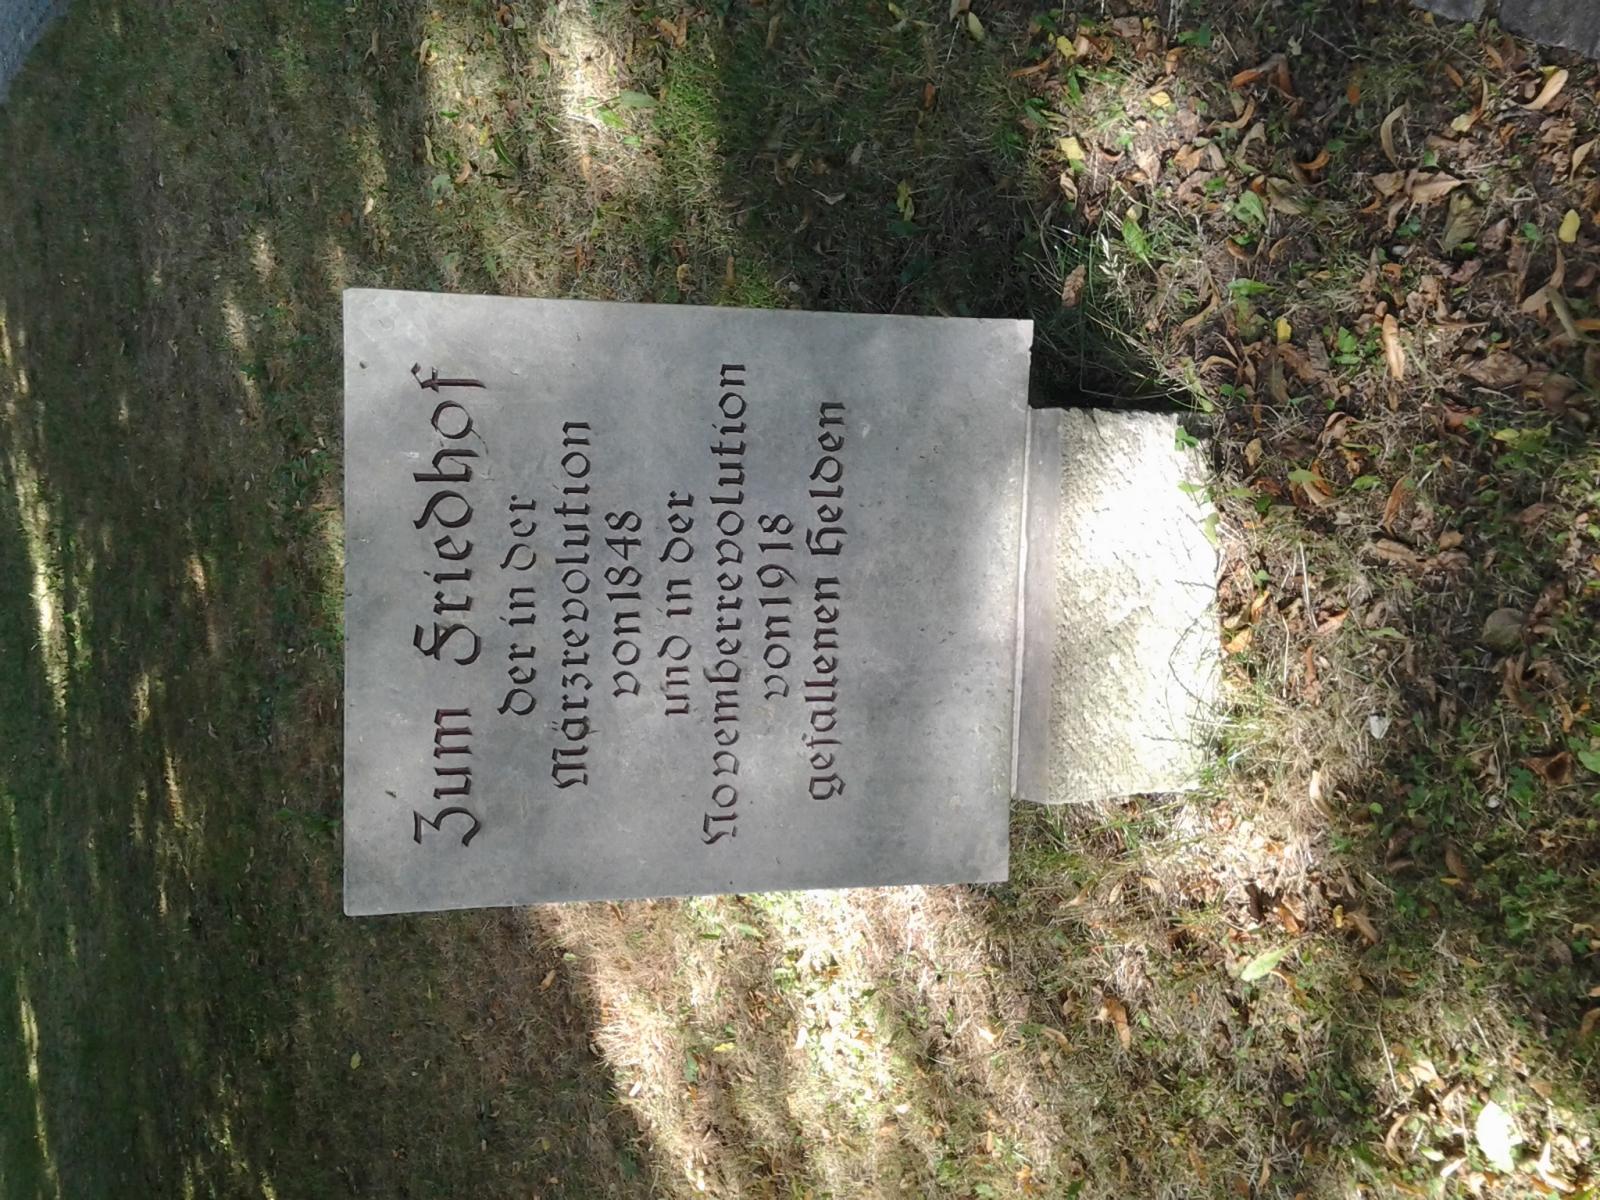 Zum Friedhof
der in der
Märzrevolution
von 1848
und in der
Novemberrevolution
von 1918
gefallenen Helden